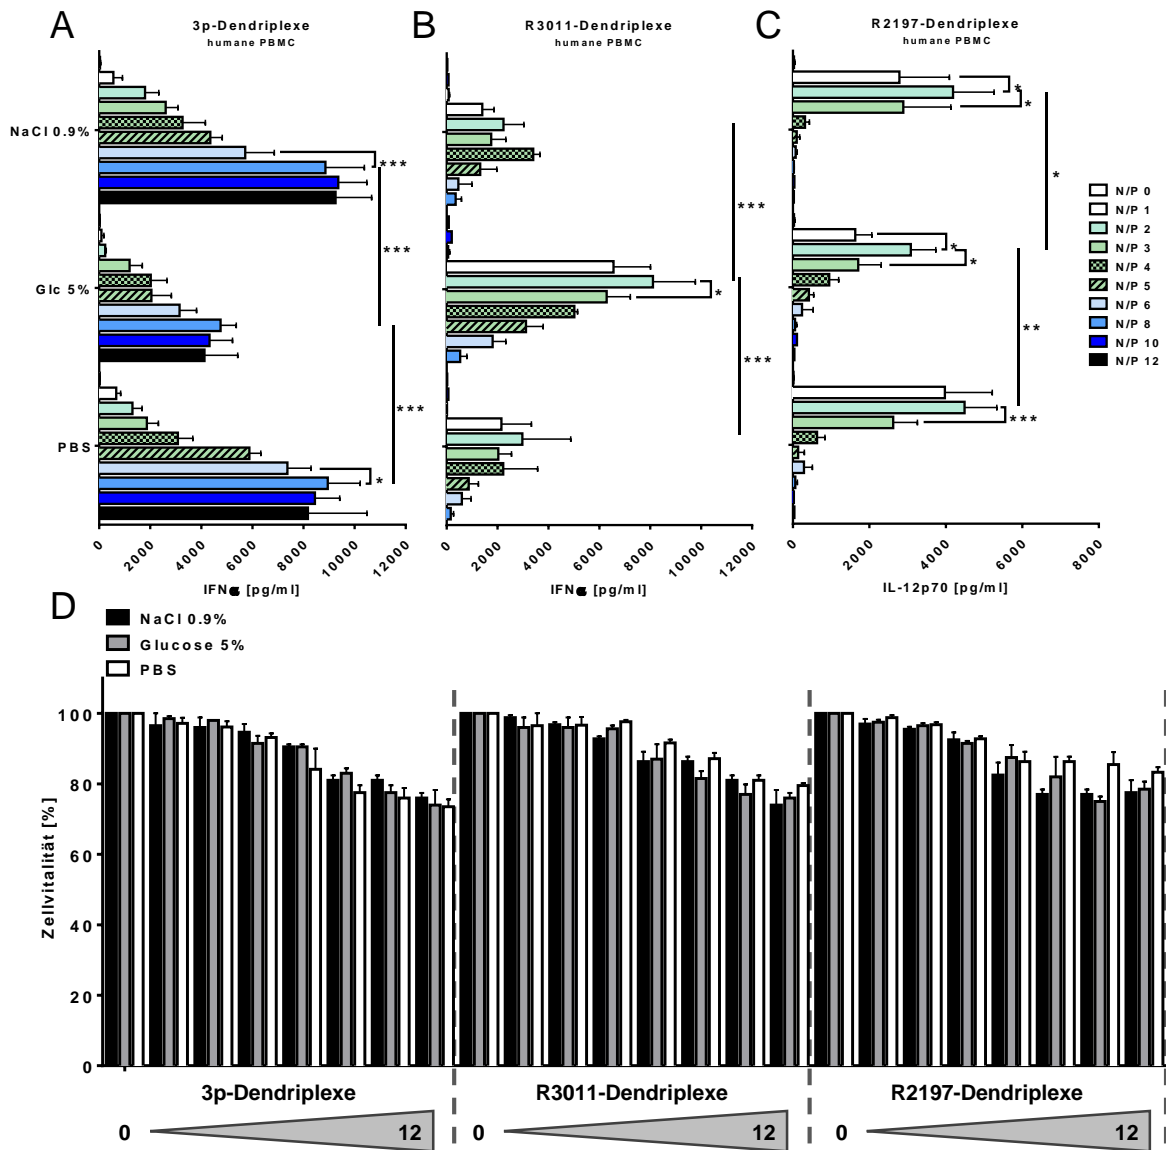 A
3p-Dendriplexe
humane PBMC
NaCl 0.9%
Glc 5%
PBS
***
***
***
*
0
2000
4000
6000
8000
10000
12000
IFNα [pg/ml]
B
R3011-Dendriplexe
humane PBMC
***
*
***
0
2000
4000
6000
8000
10000
12000
IFNα [pg/ml]
C
R2197-Dendriplexe
humane PBMC
*
*
*
*
*
**
***
0
2000
4000
6000
8000
IL-12p70 [pg/ml]
N/P 0
N/P 1
N/P 2
N/P 3
N/P 4
N/P 5
N/P 6
N/P 8
N/P 10
N/P 12
D
NaCl 0.9%
Glucose 5%
PBS
Zellvitalität [%]
100
80
60
40
20
0
3p-Dendriplexe
R3011-Dendriplexe
R2197-Dendriplexe
0
12
0
12
0
12